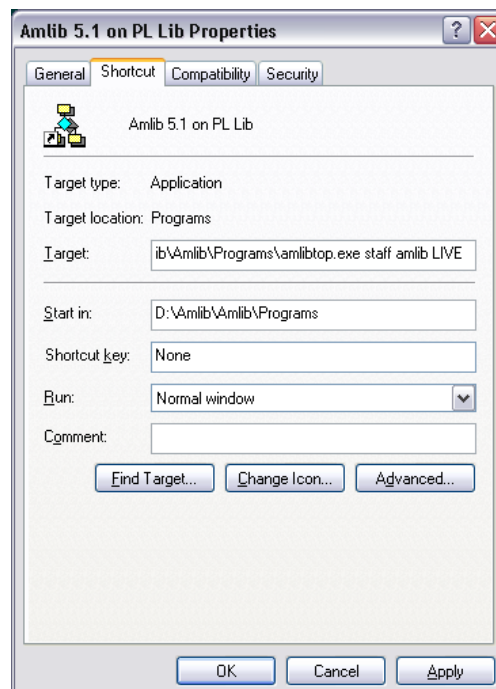 Amlib 5.1 on PL Lib Properties
General Shortcut Compatibility Security
Amlib 5.1 on PL Lib
Target type: Application
Target location: Programs
Target: ib\Amlib\Programs\amlibtop.exe staff amlib LIVE
Start in: D:\Amlib\Amlib\Programs
Shortcut key: None
Run: Normal window
Comment:
Find Target... Change Icon... Advanced...
OK Cancel Apply